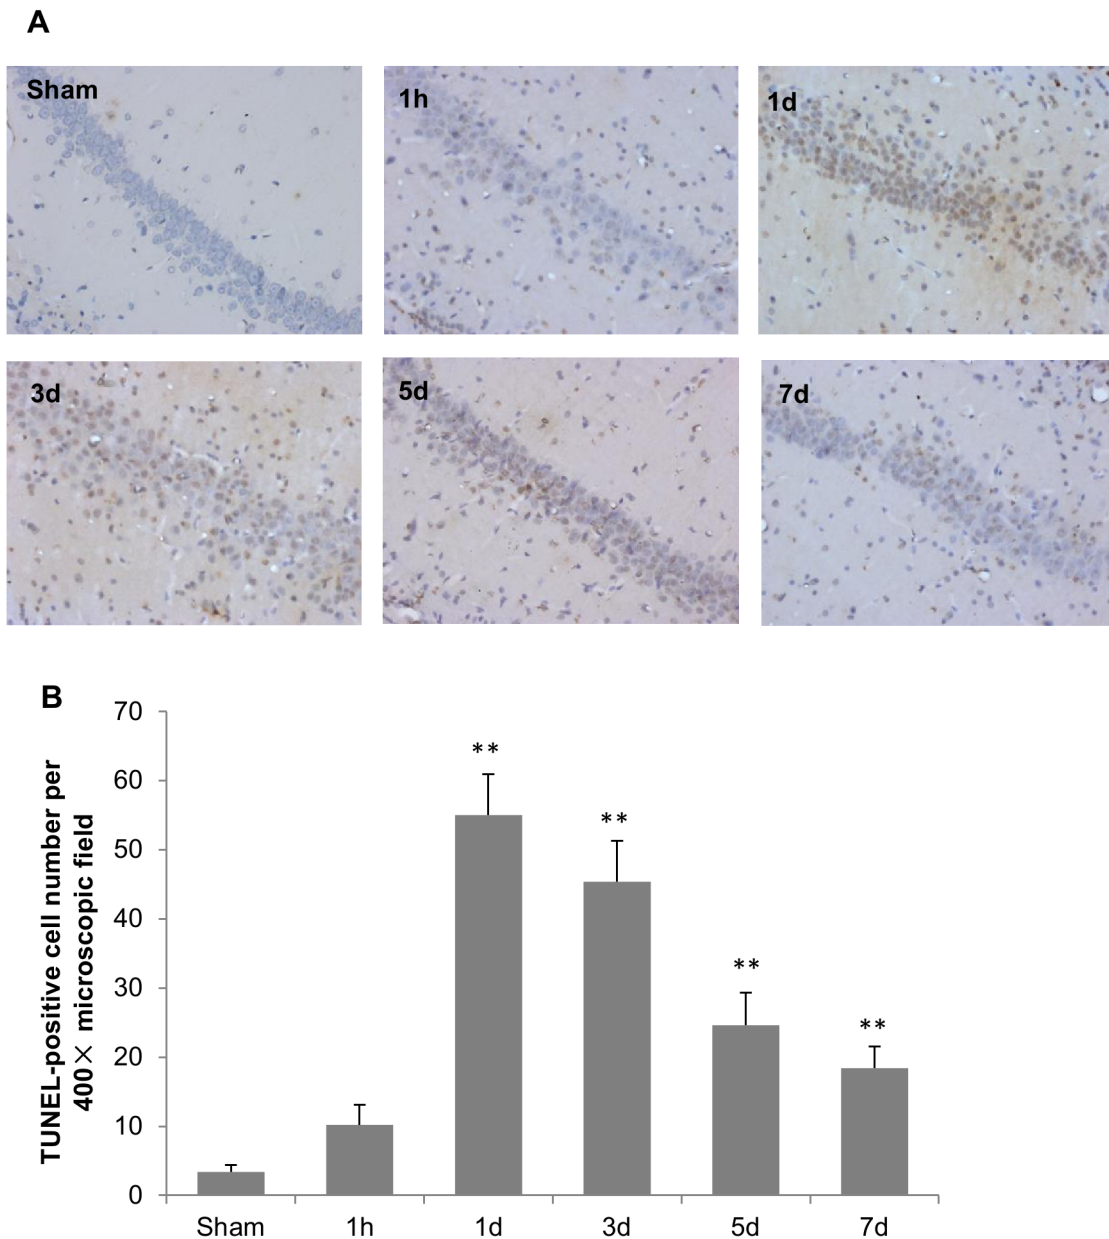 A
Sham
1h
1d
3d
5d
7d
B
TUNEL-positive cell number per
400× microscopic field
70
60
50
40
30
20
10
0
**
**
**
**
Sham 1h 1d 3d 5d 7d